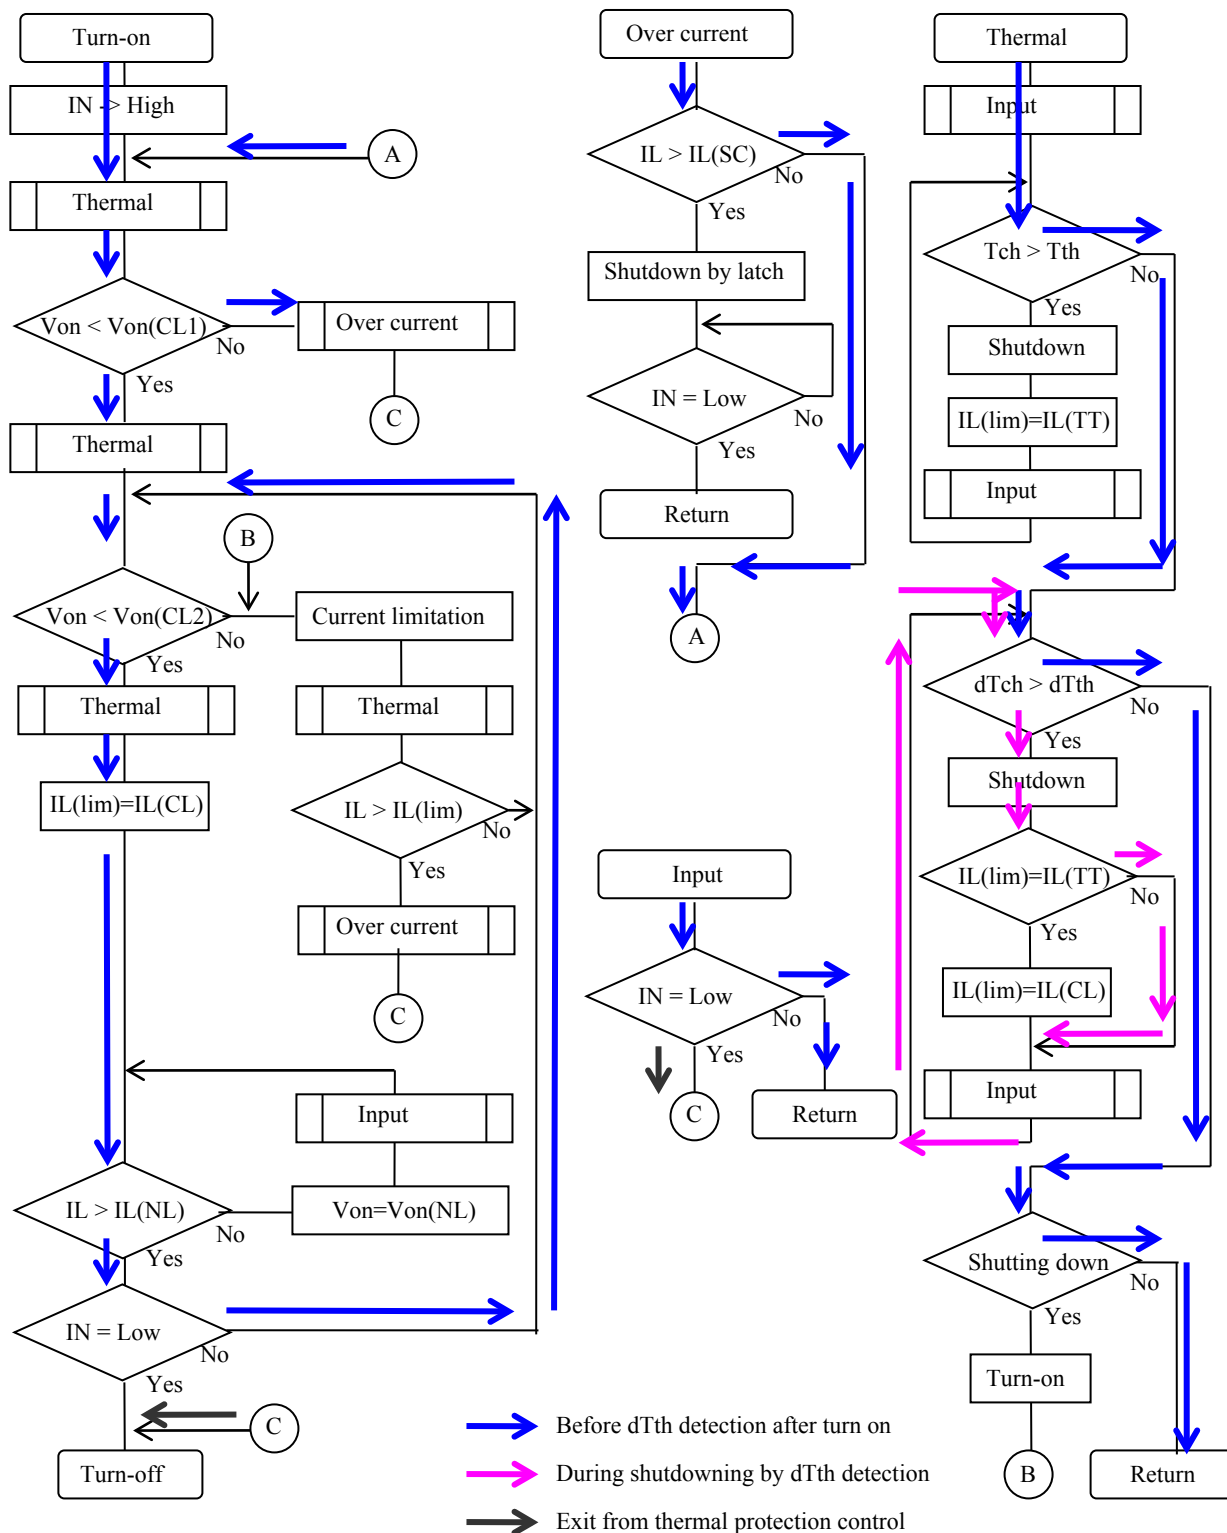 Turn-on
IN -> High
A
Thermal
Von < Von(CL1)
No
Yes
Over current
C
Thermal
B
Von < Von(CL2)
No
Yes
Current limitation
Thermal
Thermal
IL(lim)=IL(CL)
IL > IL(lim)
No
Yes
Over current
C
Input
Von=Von(NL)
IL > IL(NL)
No
Yes
IN = Low
No
Yes
C
Turn-off
Over current
IL > IL(SC)
No
Yes
Shutdown by latch
IN = Low
No
Yes
Return
A
Input
IN = Low
No
Yes
C
Return
Thermal
Input
Tch > Tth
No
Yes
Shutdown
IL(lim)=IL(TT)
Input
dTch > dTth
No
Yes
Shutdown
IL(lim)=IL(TT)
No
Yes
IL(lim)=IL(CL)
Input
Shutting down
No
Yes
Turn-on
B
Return
Before dTth detection after turn on
During shutdowning by dTth detection
Exit from thermal protection control